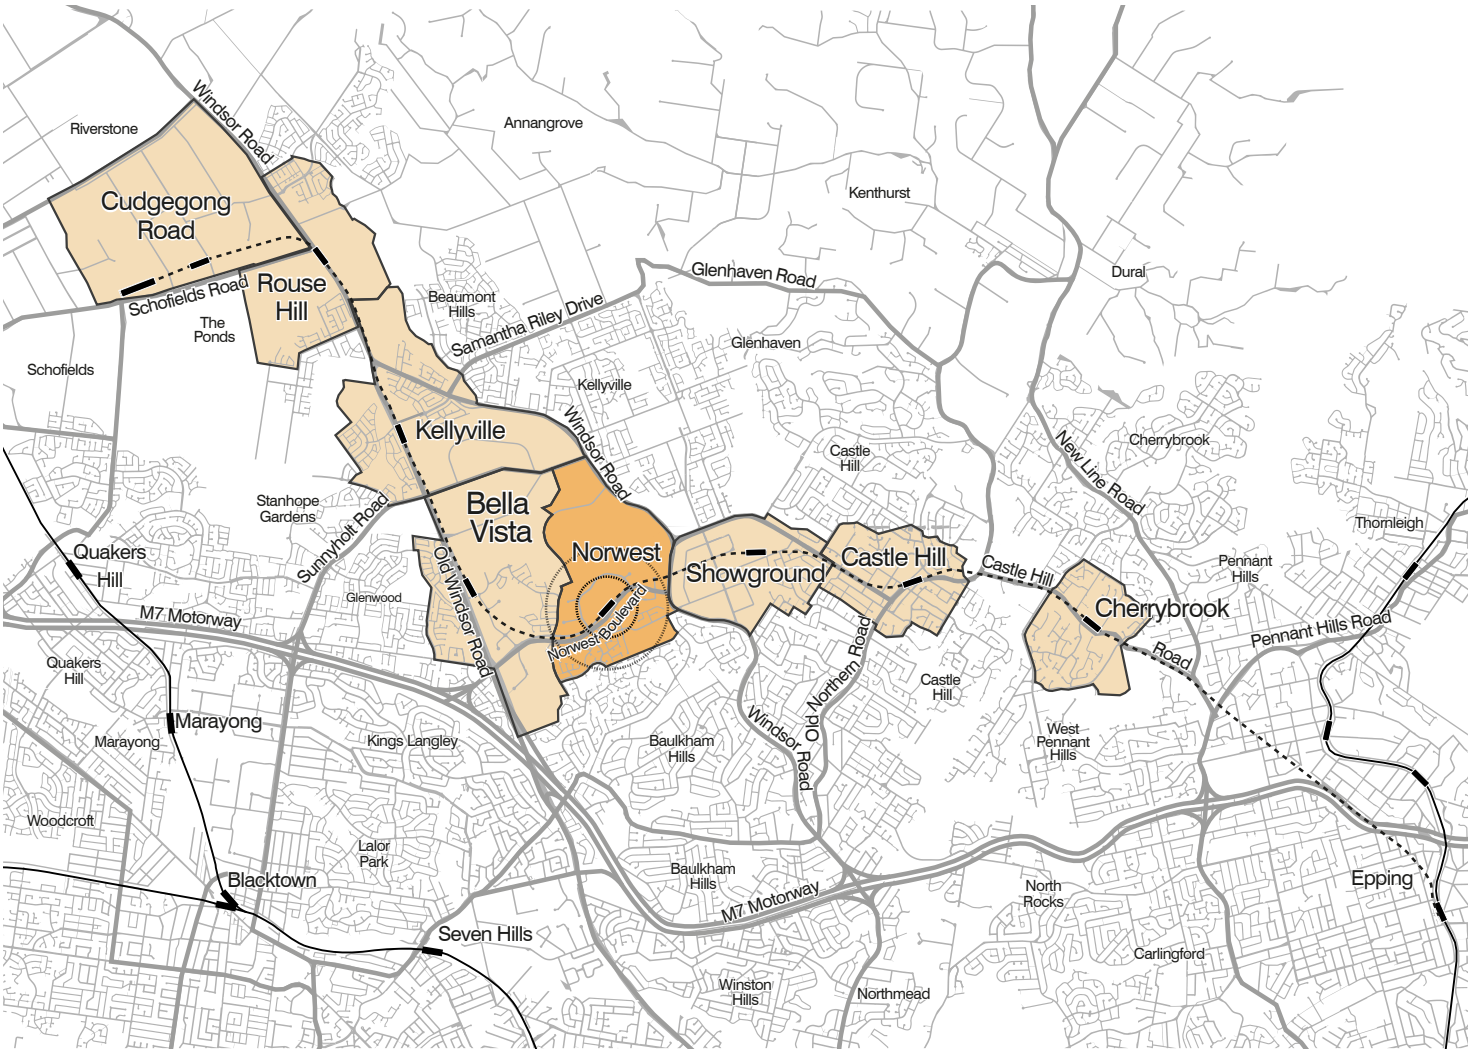 Riverstone
Windsor Road
Annangrove
Kenthurst
Cudgegong
Road
Schofields Road
Rouse
Hill
The
Ponds
Beaumont
Hills
Samantha Riley Drive
Glenhaven Road
Dural
Glenhaven
Schofields
Kellyville
Kellyville
Windsor Road
Castle
Hill
New Line Road
Cherrybrook
Stanhope
Gardens
Sunnyholt Road
Bella
Vista
Norwest
Showground
Castle Hill
Castle Hill
Thornleigh
Pennant
Hills
Quakers
Hill
Old Windsor Road
Glenwood
M7 Motorway
Norwest Boulevard
Cherrybrook
Road
Pennant Hills Road
Quakers
Hill
Old
Northern Road
Castle
Hill
Marayong
Marayong
Kings Langley
Baulkham
Hills
Windsor Road
West
Pennant
Hills
Woodcroft
Lalor
Park
Blacktown
Baulkham
Hills
M7 Motorway
North
Rocks
Epping
Seven Hills
Carlingford
Winston
Hills
Northmead